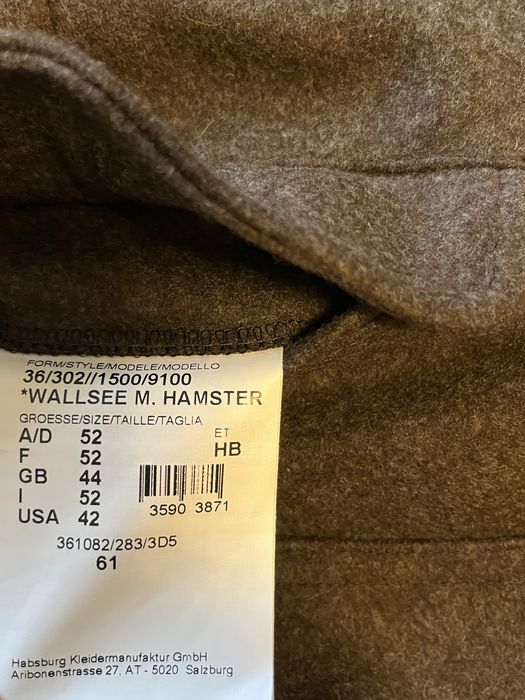 FORM/STYLE/MODELE/MODELLO
36/302//1500/9100
*WALLSEE M. HAMSTER
GROESSE/SIZE/TAILLE/TAGLIA
A/D 52 ET
F 52 HB
GB 44
I 52
USA 42
3590 3871
361082/283/3D5
61
Habsburg Kleidermanufaktur GmbH
Aribonenstrasse 27, AT - 5020 Salzburg